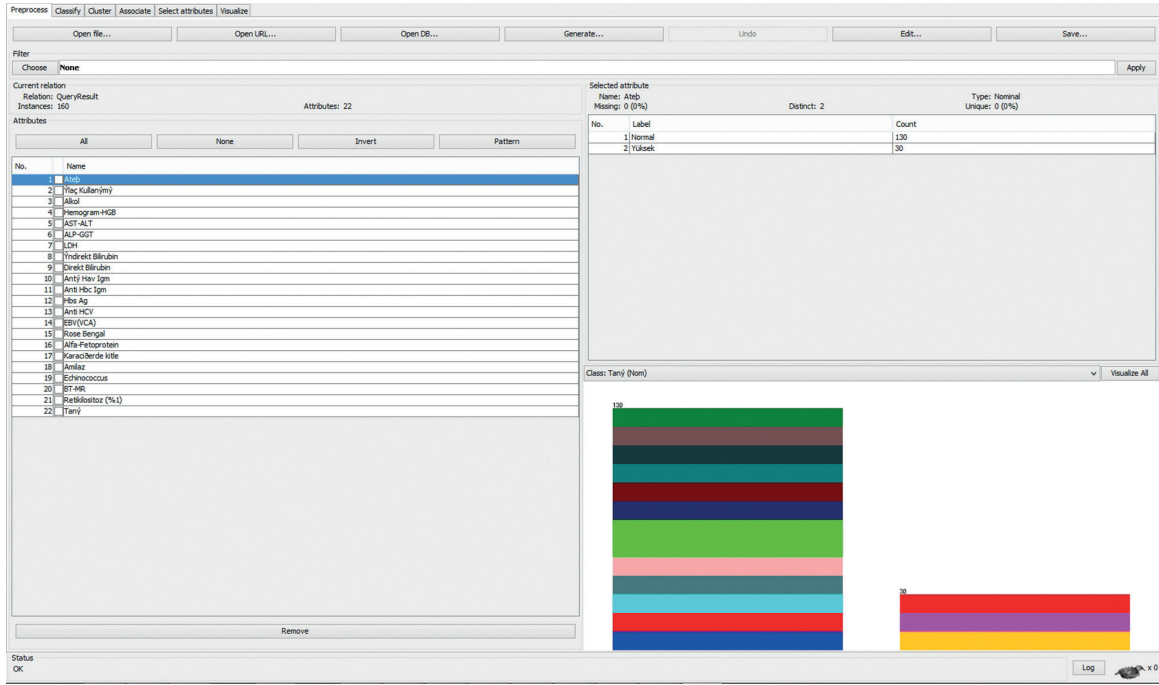 Preprocess Classify Cluster Associate Select attributes Visualize
Open file... Open URL... Open DB... Generate... Undo Edit... Save...
Filter
Choose None Apply
Current relation
Relation: QueryResult
Instances: 160 Attributes: 22
Attributes
All None Invert Pattern
No. Name
1 Ateþ
2 Ýlaç Kullanýmý
3 Alkol
4 Hemogram-HGB
5 AST-ALT
6 ALP-GGT
7 LDH
8 Ýndirekt Bilirubin
9 Direkt Bilirubin
10 Antý Hav Igm
11 Anti Hbc Igm
12 Hbs Ag
13 Anti HCV
14 EBV(VCA)
15 Rose Bengal
16 Alfa-Fetoprotein
17 Karaciðerde kitle
18 Amilaz
19 Echinococcus
20 BT-MR
21 Retikilositoz (%1)
22 Taný
Remove
Selected attribute
Name: Ateþ Type: Nominal
Missing: 0 (0%) Distinct: 2 Unique: 0 (0%)
No. Label Count
1 Normal 130
2 Yüksek 30
Class: Taný (Nom) Visualize All
130
30
Status
OK
Log x 0